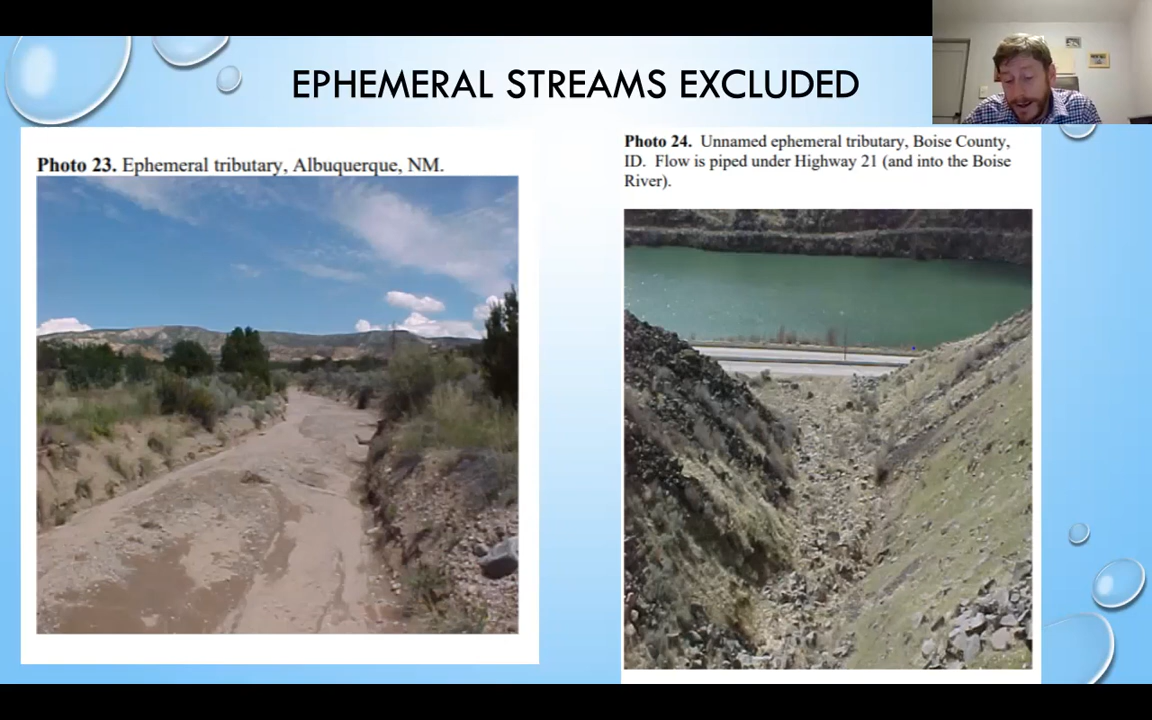 EPHEMERAL STREAMS EXCLUDED
Photo 23. Ephemeral tributary, Albuquerque, NM.
Photo 24. Unnamed ephemeral tributary, Boise County,
ID. Flow is piped under Highway 21 (and into the Boise
River).